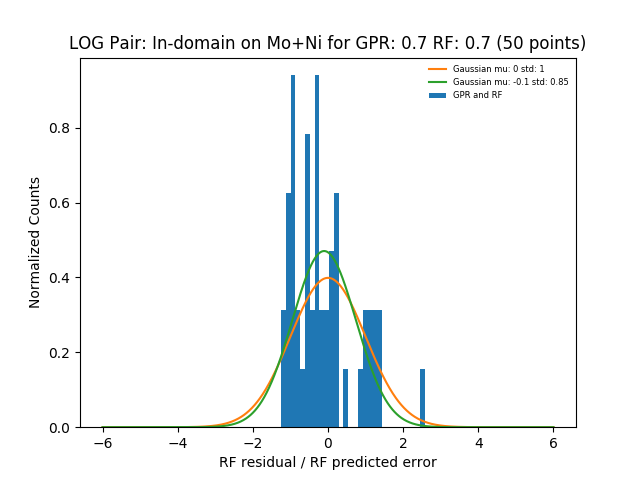 LOG Pair: In-domain on Mo+Ni for GPR: 0.7 RF: 0.7 (50 points)
Gaussian mu: 0 std: 1
Gaussian mu: -0.1 std: 0.85
GPR and RF
Normalized Counts
0.8
0.6
0.4
0.2
0.0
−6 −4 −2 0 2 4 6
RF residual / RF predicted error